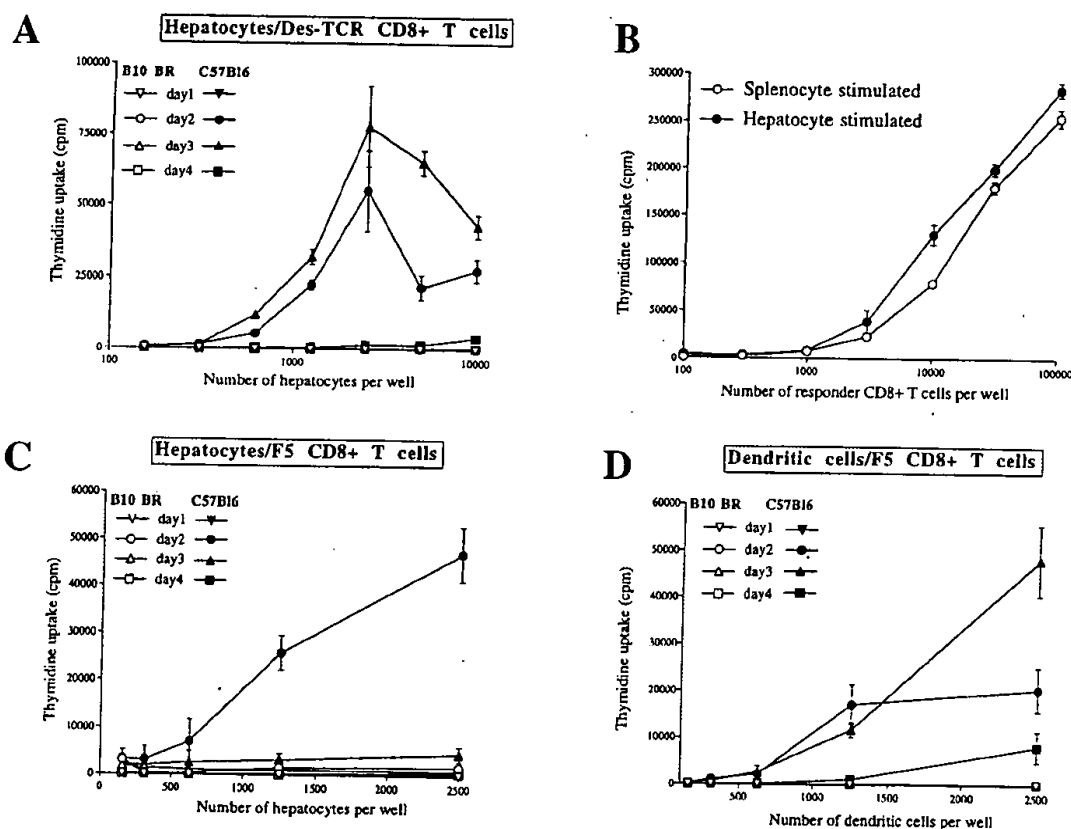 A
Hepatocytes/Des-TCR CD8+ T cells
B10 BR C57Bl6
day1
day2
day3
day4
Thymidine uptake (cpm)
100000
75000
50000
25000
0
100
1000
10000
Number of hepatocytes per well
B
Splenocyte stimulated
Hepatocyte stimulated
Thymidine uptake (cpm)
300000
250000
200000
150000
100000
50000
0
100
1000
10000
100000
Number of responder CD8+ T cells per well
C
Hepatocytes/F5 CD8+ T cells
B10 BR C57Bl6
day1
day2
day3
day4
Thymidine uptake (cpm)
60000
50000
40000
30000
20000
10000
0
0
500
1000
1500
2000
2500
Number of hepatocytes per well
D
Dendritic cells/F5 CD8+ T cells
B10 BR C57Bl6
day1
day2
day3
day4
Thymidine uptake (cpm)
60000
50000
40000
30000
20000
10000
0
500
1000
1500
2000
2500
Number of dendritic cells per well